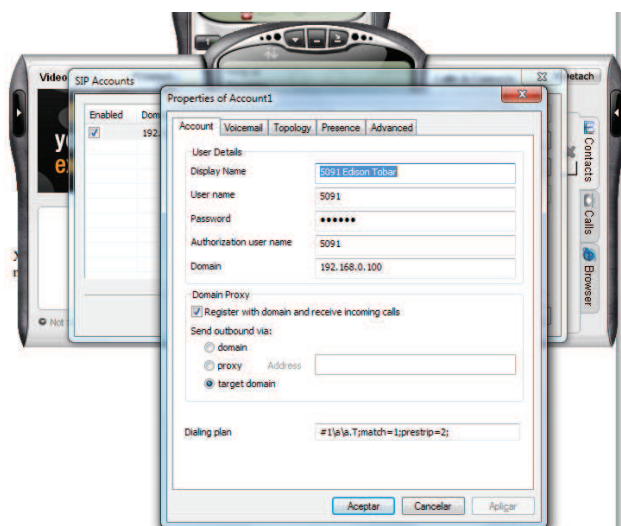 Video
SIP Accounts
etach
Properties of Account1
Enabled
Dom
192.
Account
Voicemail
Topology
Presence
Advanced
User Details
Display Name
5091 Edison Tobar
User name
5091
Password
••••••
Authorization user name
5091
Domain
192.168.0.100
Domain Proxy
Register with domain and receive incoming calls
Send outbound via:
domain
proxy
Address
target domain
Dialing plan
#1\a\a.T;match=1;prestrip=2;
Aceptar
Cancelar
Aplicar
Contacts
Calls
Browser
yo
ex
Not